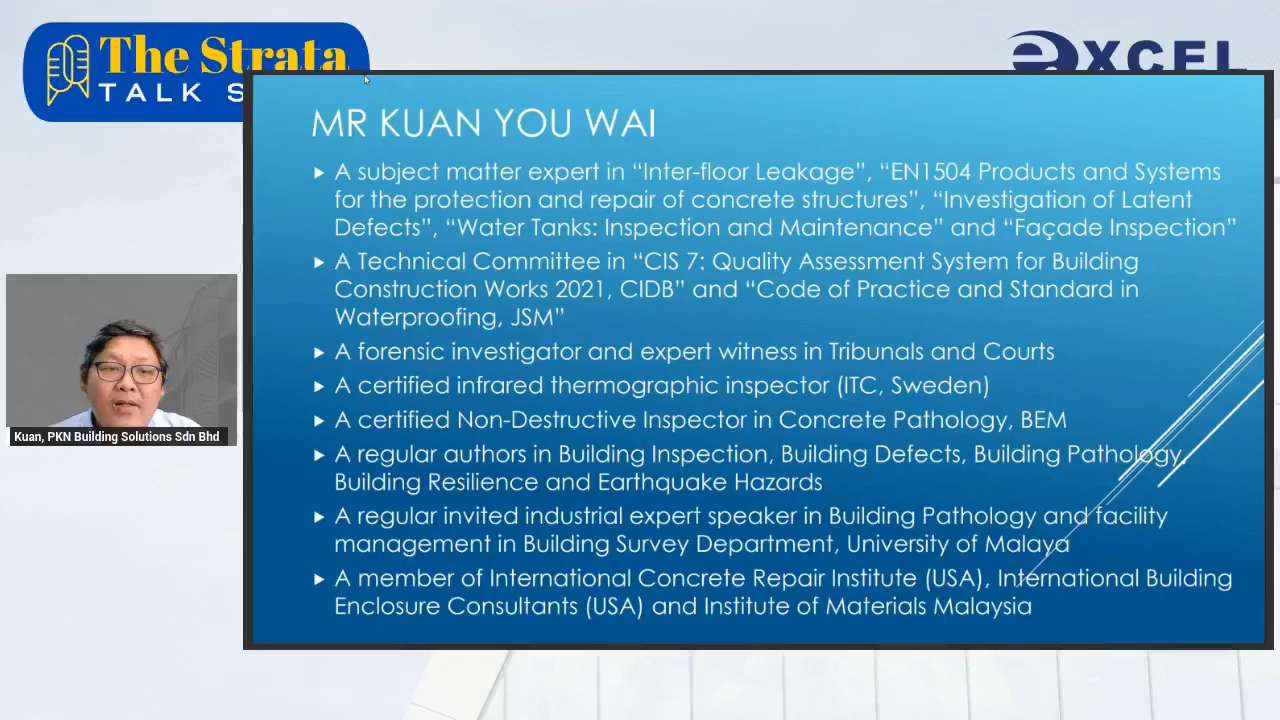 The Strata
TALK S
EXCEL
MR KUAN YOU WAI
A subject matter expert in “Inter-floor Leakage”, “EN1504 Products and Systems
for the protection and repair of concrete structures”, “Investigation of Latent
Defects”, “Water Tanks: Inspection and Maintenance” and “Façade Inspection”
A Technical Committee in “CIS 7: Quality Assessment System for Building
Construction Works 2021, CIDB” and “Code of Practice and Standard in
Waterproofing, JSM”
A forensic investigator and expert witness in Tribunals and Courts
A certified infrared thermographic inspector (ITC, Sweden)
A certified Non-Destructive Inspector in Concrete Pathology, BEM
A regular authors in Building Inspection, Building Defects, Building Pathology,
Building Resilience and Earthquake Hazards
A regular invited industrial expert speaker in Building Pathology and facility
management in Building Survey Department, University of Malaya
A member of International Concrete Repair Institute (USA), International Building
Enclosure Consultants (USA) and Institute of Materials Malaysia
Kuan, PKN Building Solutions Sdn Bhd